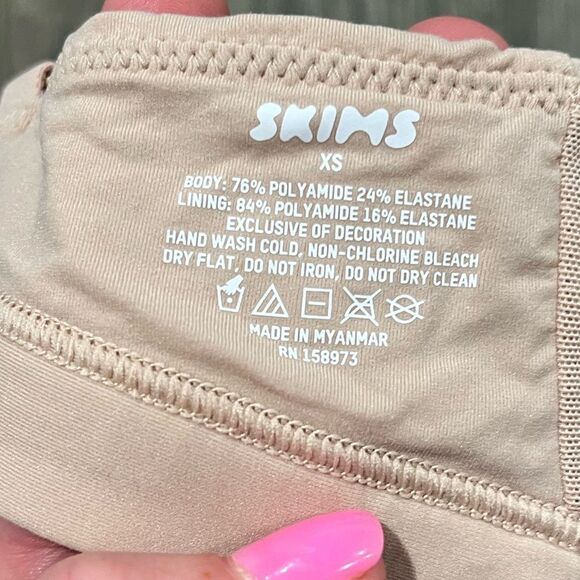 SKIMS
XS
BODY: 76% POLYAMIDE 24% ELASTANE
LINING: 84% POLYAMIDE 16% ELASTANE
EXCLUSIVE OF DECORATION
HAND WASH COLD, NON-CHLORINE BLEACH
DRY FLAT, DO NOT IRON, DO NOT DRY CLEAN
MADE IN MYANMAR
RN 158973